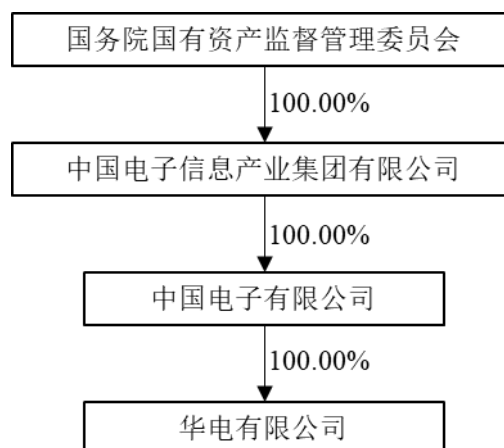 国务院国有资产监督管理委员会
100.00%
中国电子信息产业集团有限公司
100.00%
中国电子有限公司
100.00%
华电有限公司